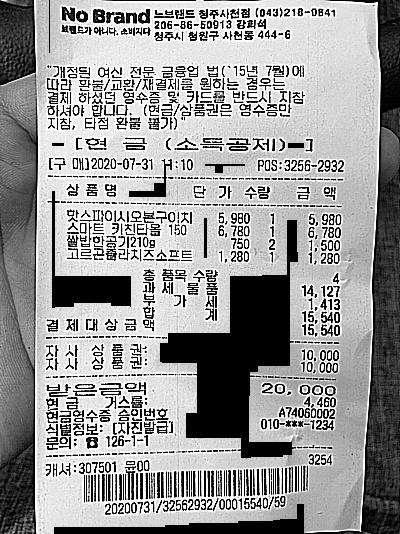 No Brand 노브랜드 청주사천점 (043)218-9841
브랜드가 아니다. 소비자다 206-86-50913 강희석
청주시 청원구 사천동 444-6
"개정된 여신 전문 금융업 법(`15년 7월)에
따라 환불/교환/재결제를 원하는 경우는
결제 하셨던 영수증 및 카드를 반드시 지참
하셔야 합니다. (현금/상품권은 영수증만
지참, 타점 환불 불가)"
[현 금 (소득공제)]
[구 매]2020-07-31 1:10 POS:3256-2932
상 품 명 단 가 수량 금 액
핫스파이시오븐구이치 5,980 1 5,980
스마트 키친타올 150 6,780 1 6,780
쌀밥한공기210g 750 2 1,500
고르곤졸라치즈소프트 1,280 1 1,280
총 품목 수량 4
과 세 물 품 14,127
부 가 세 1,413
합 계 15,540
결 제 대 상 금 액 15,540
자 사 상 품 권: 10,000
자 사 상 품 권: 10,000
받은금액 20,000
현 금 거스름: 4,460
현금영수증 승인번호 A74060002
식별정보: [자진발급] 010-***-1234
문의: ☎ 126-1-1
캐셔:307501 윤00 3254
20200731/32562932/00015540/59